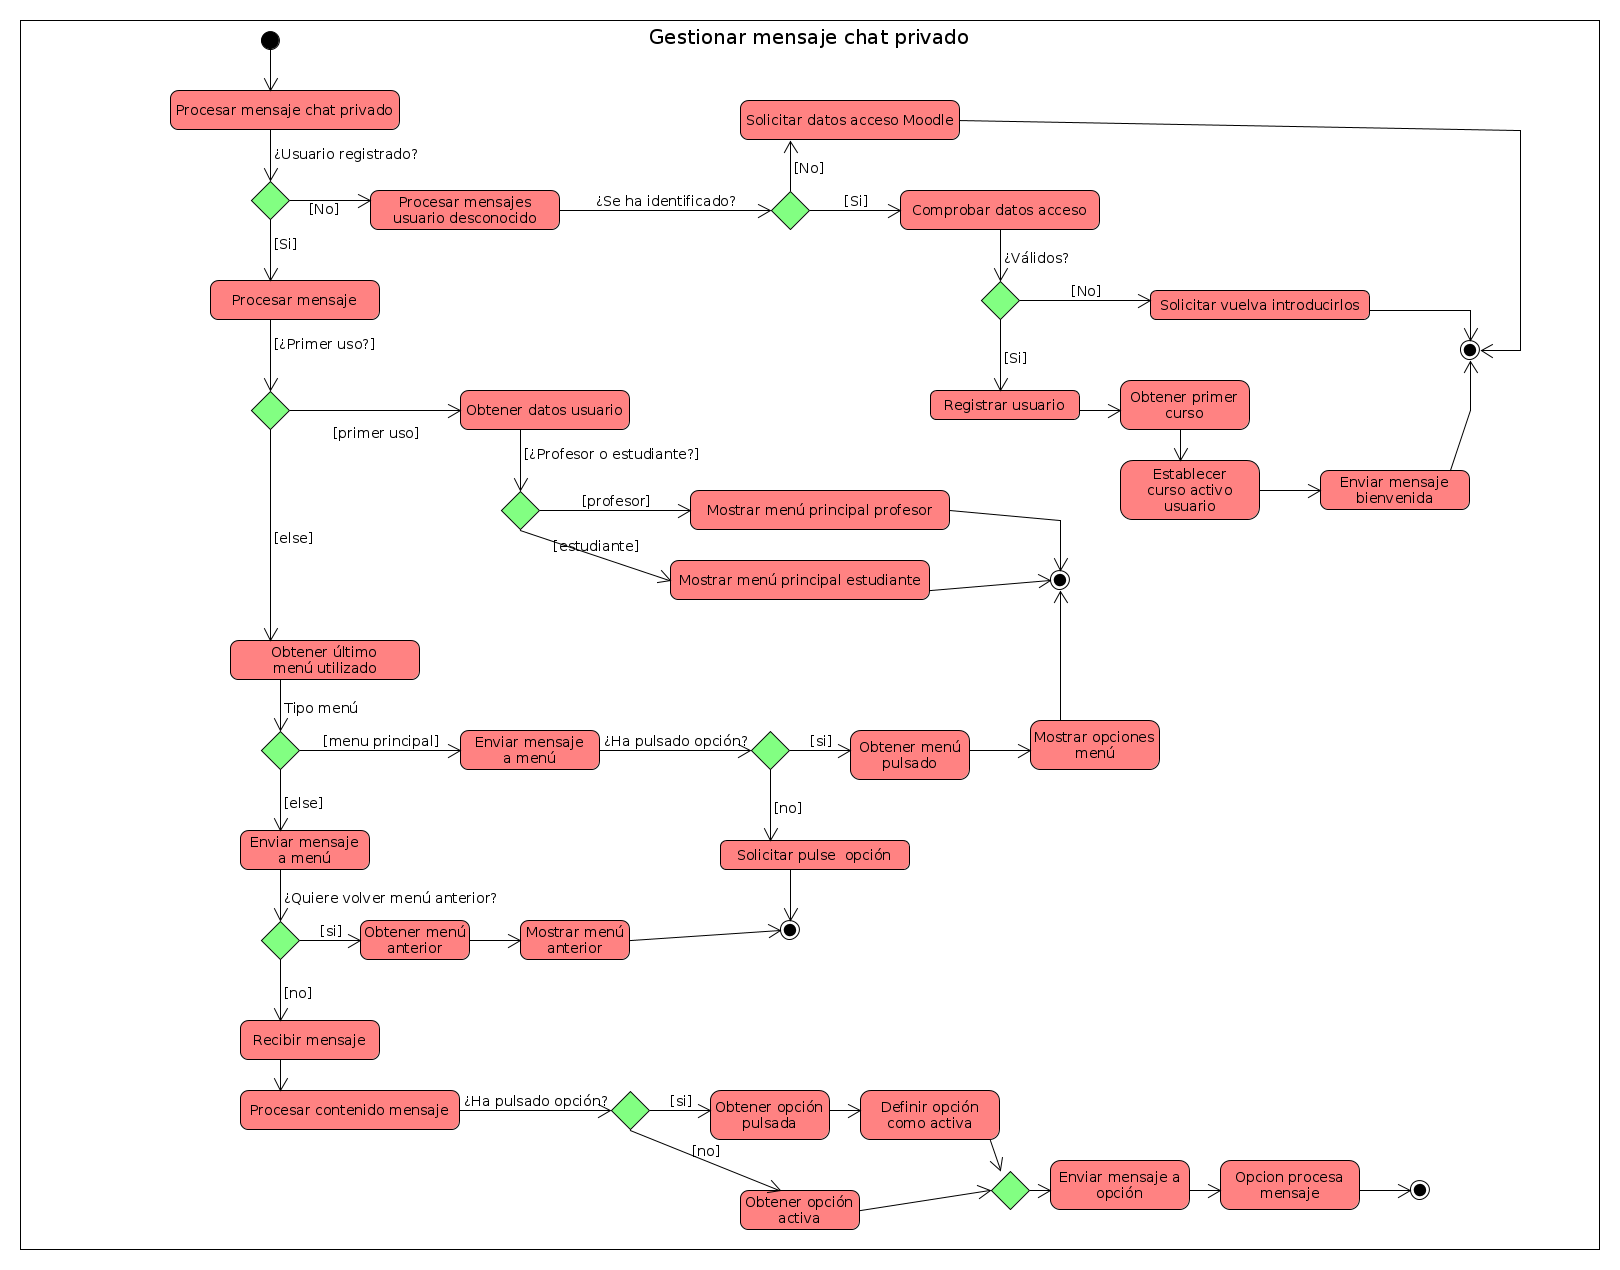 Gestionar mensaje chat privado
Procesar mensaje chat privado
Solicitar datos acceso Moodle
¿Usuario registrado?
[No]
[No]
Procesar mensajes
usuario desconocido
¿Se ha identificado?
[Si]
Comprobar datos acceso
[Si]
¿Válidos?
Procesar mensaje
[No]
Solicitar vuelva introducirlos
[¿Primer uso?]
[Si]
Obtener datos usuario
[primer uso]
Registrar usuario
Obtener primer
curso
[¿Profesor o estudiante?]
Establecer
curso activo
usuario
Enviar mensaje
bienvenida
[profesor]
Mostrar menú principal profesor
[else]
[estudiante]
Mostrar menú principal estudiante
Obtener último
menú utilizado
Tipo menú
[menu principal]
Enviar mensaje
a menú
¿Ha pulsado opción?
[si]
Obtener menú
pulsado
Mostrar opciones
menú
[else]
[no]
Enviar mensaje
a menú
Solicitar pulse  opción
¿Quiere volver menú anterior?
[si]
Obtener menú
anterior
Mostrar menú
anterior
[no]
Recibir mensaje
Procesar contenido mensaje
¿Ha pulsado opción?
[si]
Obtener opción
pulsada
Definir opción
como activa
[no]
Obtener opción
activa
Enviar mensaje a
opción
Opcion procesa
mensaje